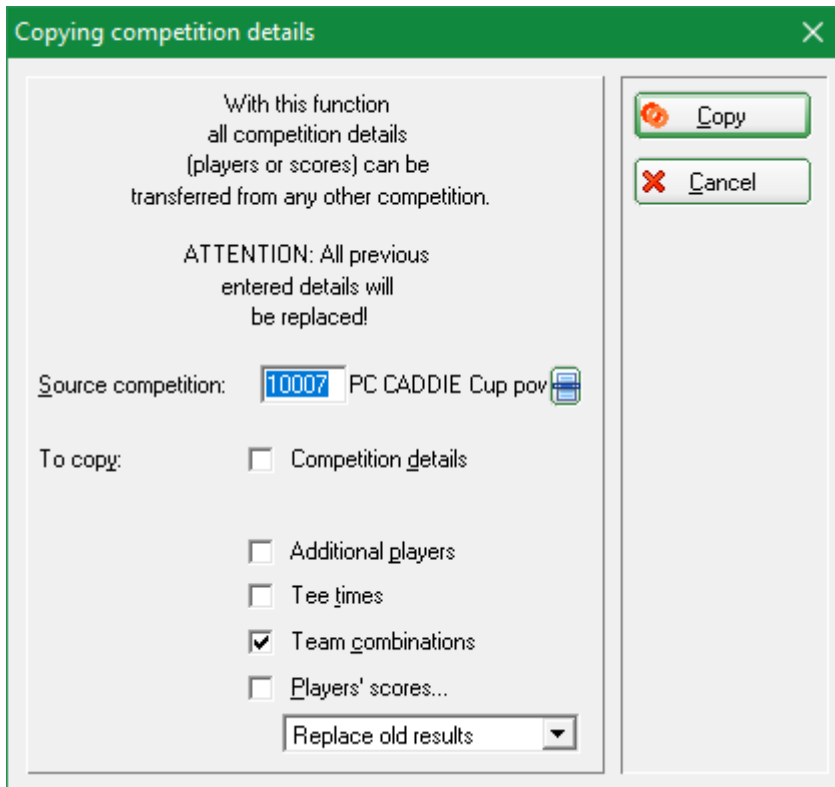 Copying competition details
With this function
all competition details
(players or scores) can be
transferred from any other competition.
ATTENTION: All previous
entered details will
be replaced!
Copy
Cancel
Source competition: 10007 PC CADDIE Cup pov
To copy: Competition details
Additional players
Tee times
Team combinations
Players' scores...
Replace old results